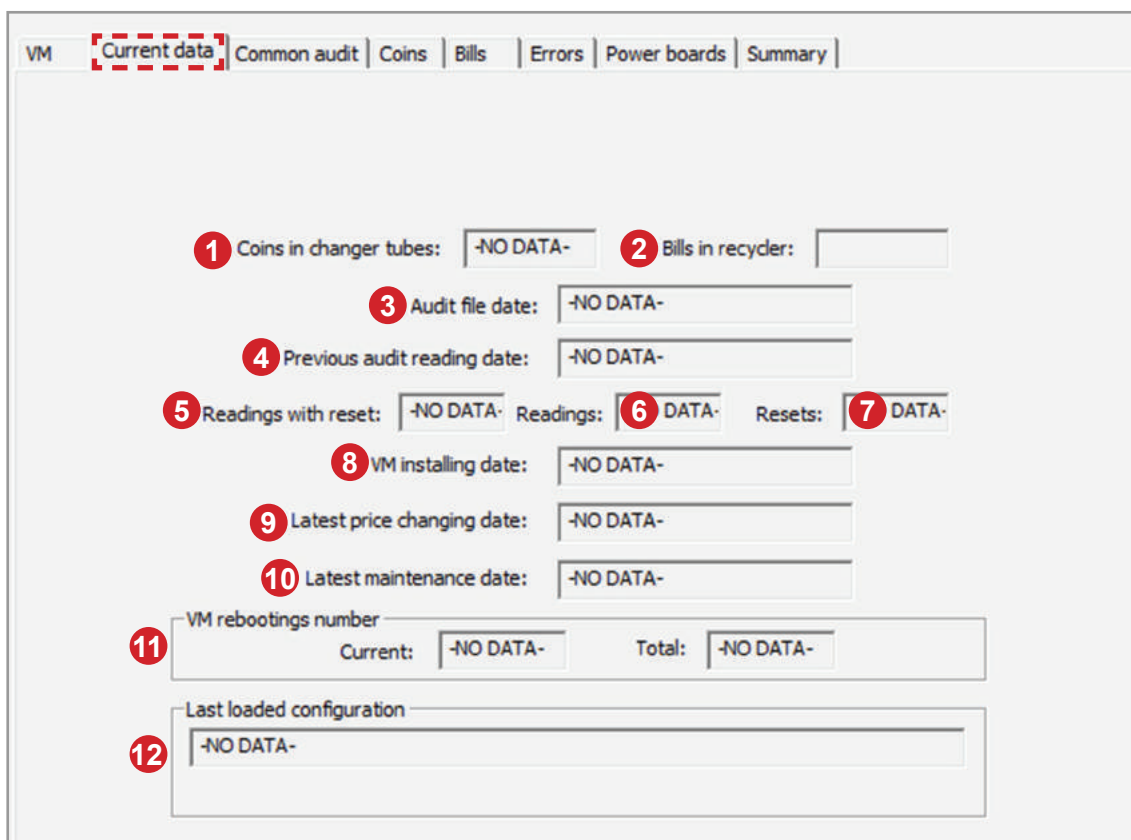 VM Current data Common audit Coins Bills Errors Power boards Summary
1 Coins in changer tubes: -NO DATA- 2 Bills in recycler:
3 Audit file date: -NO DATA-
4 Previous audit reading date: -NO DATA-
5 Readings with reset: -NO DATA- Readings: 6 DATA- Resets: 7 DATA-
8 VM installing date: -NO DATA-
9 Latest price changing date: -NO DATA-
10 Latest maintenance date: -NO DATA-
VM rebootings number
11 Current: -NO DATA- Total: -NO DATA-
Last loaded configuration
12 -NO DATA-